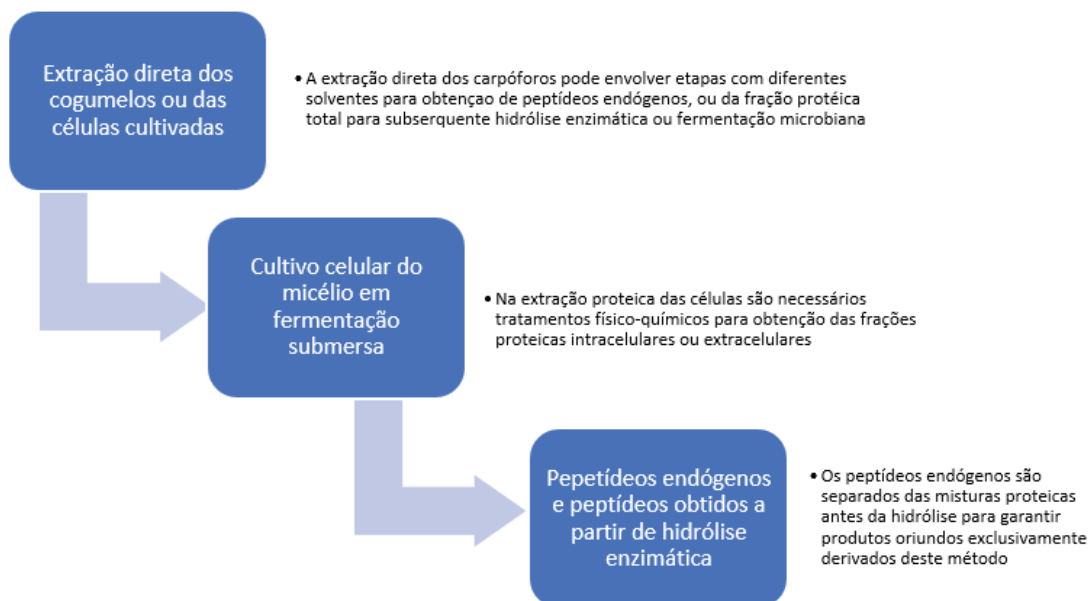 Extração direta dos
cogumelos ou das
células cultivadas
• A extração direta dos carpóforos pode envolver etapas com diferentes
solventes para obtençao de peptídeos endógenos, ou da fração protéica
total para subserquente hidrólise enzimática ou fermentação microbiana
Cultivo celular do
micélio em
fermentação
submersa
• Na extração proteica das células são necessários
tratamentos físico-químicos para obtenção das frações
proteicas intracelulares ou extracelulares
Pepetídeos endógenos
e peptídeos obtidos a
partir de hidrólise
enzimática
• Os peptídeos endógenos são
separados das misturas proteicas
antes da hidrólise para garantir
produtos oriundos exclusivamente
derivados deste método